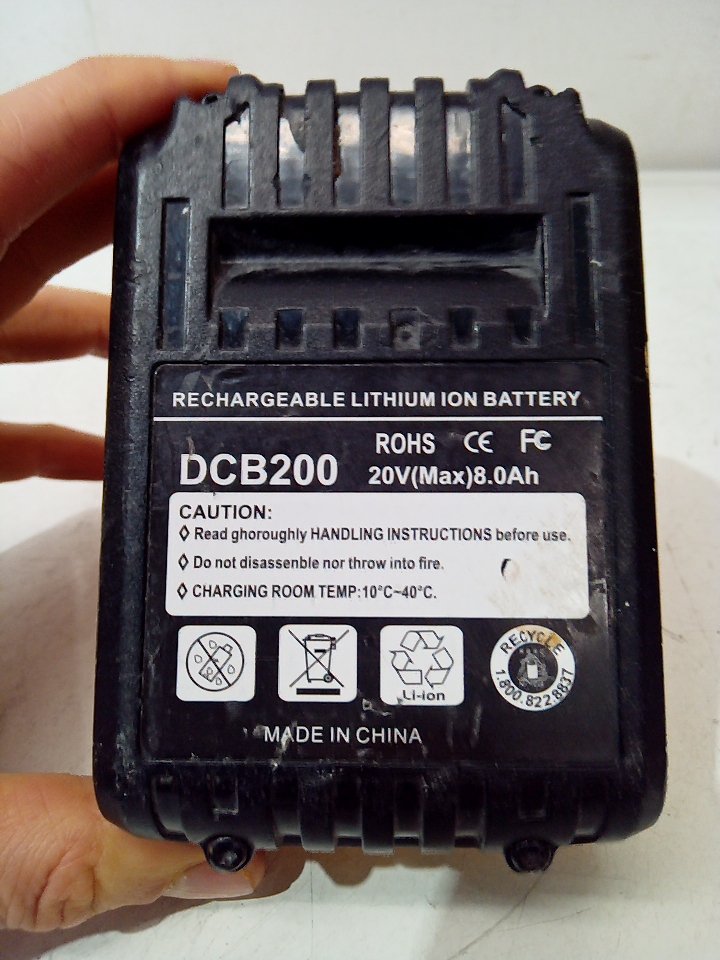 RECHARGEABLE LITHIUM ION BATTERY
ROHS CE FC
DCB200 20V(Max)8.0Ah
CAUTION:
◊ Read ghoroughly HANDLING INSTRUCTIONS before use.
◊ Do not disassenble nor throw into fire.
◊ CHARGING ROOM TEMP:10°C~40°C.
Li-ion
RECYCLE
1.800.822.8837
MADE IN CHINA